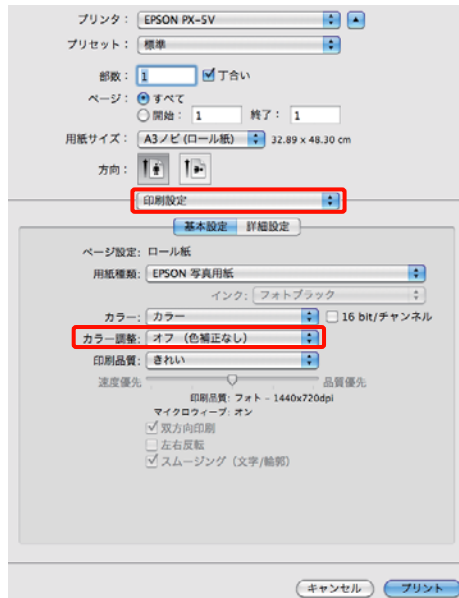 プリンタ： EPSON PX-5V
プリセット： 標準
部数： 1 丁合い
ページ： すべて
開始： 1 終了： 1
用紙サイズ： A3ノビ (ロール紙) 32.89 x 48.30 cm
方向：
印刷設定
基本設定 詳細設定
ページ設定: ロール紙
用紙種類: EPSON 写真用紙
インク: フォトブラック
カラー: カラー 16 bit/チャンネル
カラー調整: オフ (色補正なし)
印刷品質: きれい
速度優先 品質優先
印刷品質: フォト - 1440x720dpi
マイクロウィーブ: オン
双方向印刷
左右反転
スムージング (文字/輪郭)
キャンセル プリント